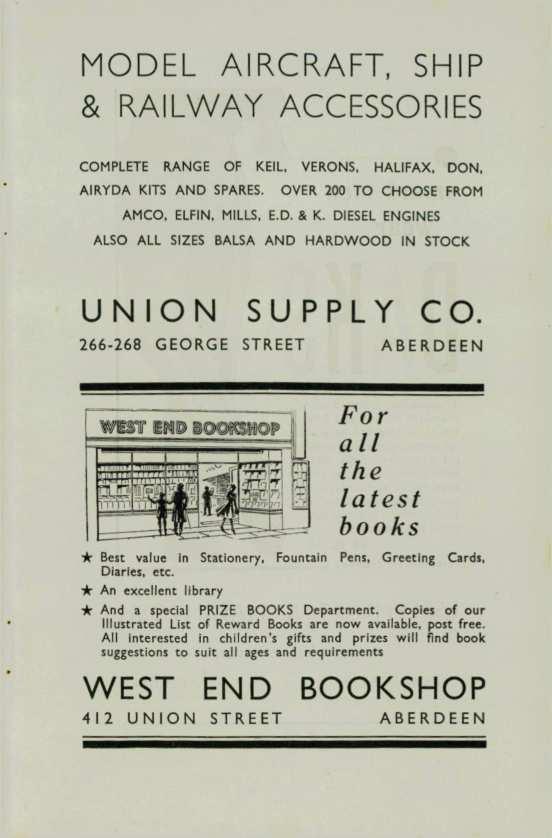 MODEL AIRCRAFT, SHIP
& RAILWAY ACCESSORIES
COMPLETE RANGE OF KEIL, VERONS, HALIFAX, DON,
AIRYDA KITS AND SPARES. OVER 200 TO CHOOSE FROM
AMCO, ELFIN, MILLS, E.D. & K. DIESEL ENGINES
ALSO ALL SIZES BALSA AND HARDWOOD IN STOCK
UNION SUPPLY CO.
266-268 GEORGE STREET ABERDEEN
WEST END BOOKSHOP
For
all
the
latest
books
★ Best value in Stationery, Fountain Pens, Greeting Cards,
Diaries, etc.
★ An excellent library
★ And a special PRIZE BOOKS Department. Copies of our
Illustrated List of Reward Books are now available, post free.
All interested in children's gifts and prizes will find book
suggestions to suit all ages and requirements
WEST END BOOKSHOP
412 UNION STREET ABERDEEN